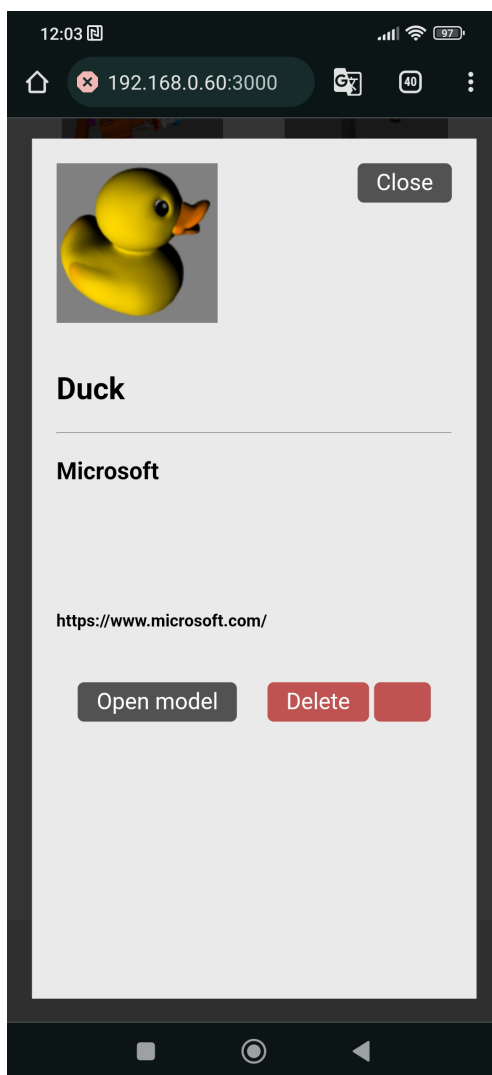 12:03
97
192.168.0.60:3000
G
40
Close
Duck
Microsoft
https://www.microsoft.com/
Open model
Delete